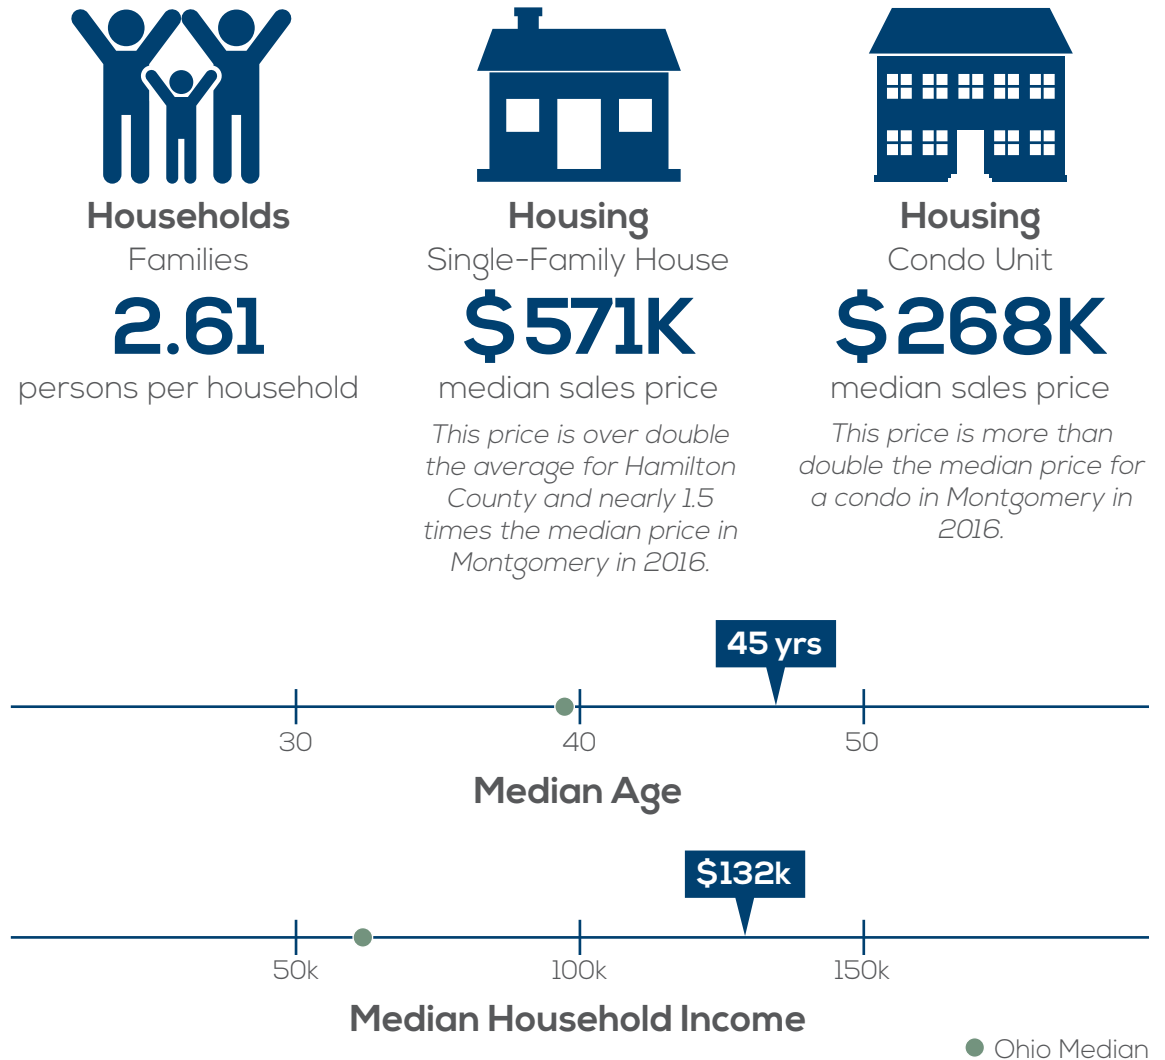 Households
Families
2.61
persons per household
Housing
Single-Family House
$571K
median sales price
This price is over double
the average for Hamilton
County and nearly 1.5
times the median price in
Montgomery in 2016.
Housing
Condo Unit
$268K
median sales price
This price is more than
double the median price for
a condo in Montgomery in
2016.
45 yrs
30
40
50
Median Age
$132k
50k
100k
150k
Median Household Income
Ohio Median